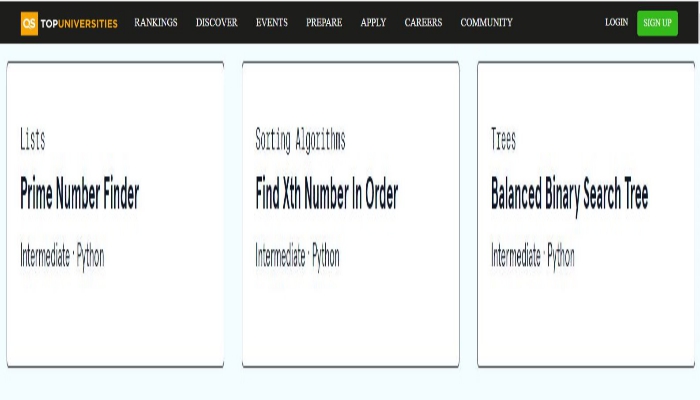 QS TOPUNIVERSITIES RANKINGS DISCOVER EVENTS PREPARE APPLY CAREERS COMMUNITY LOGIN SIGN UP
Lists
Prime Number Finder
Intermediate · Python
Sorting Algorithms
Find Xth Number In Order
Intermediate · Python
Trees
Balanced Binary Search Tree
Intermediate · Python